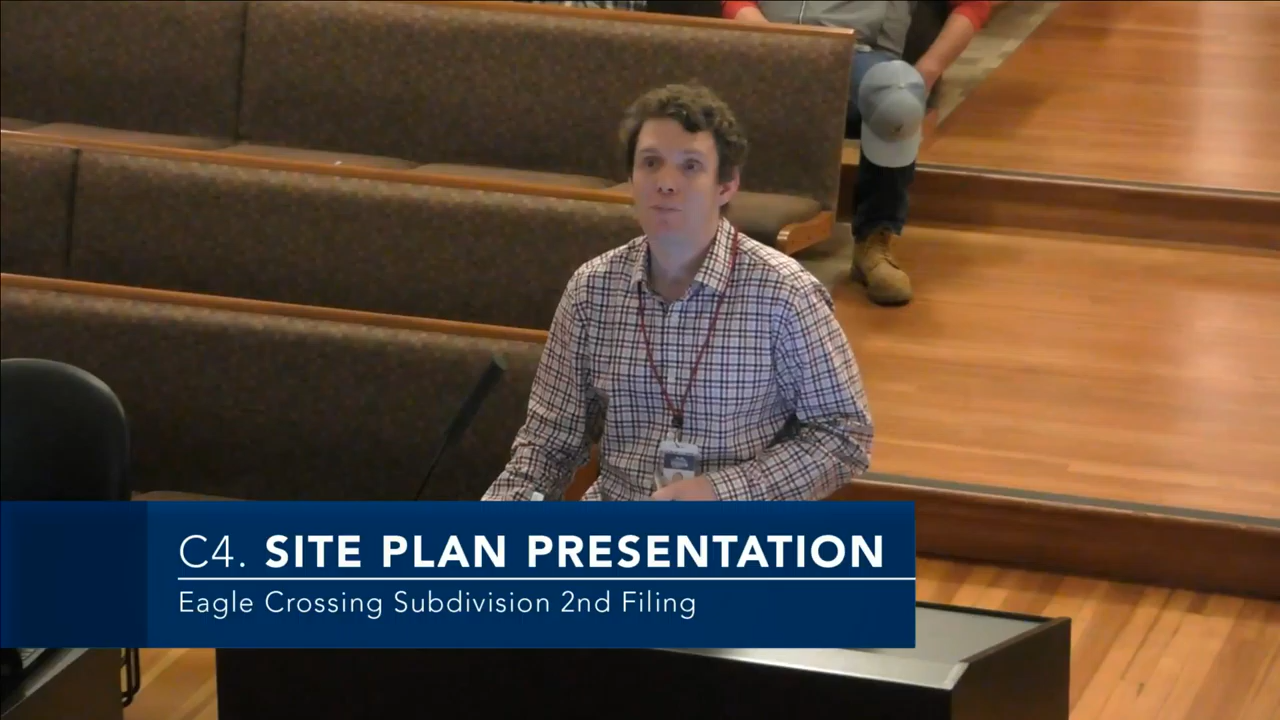 C4. SITE PLAN PRESENTATION
Eagle Crossing Subdivision 2nd Filing